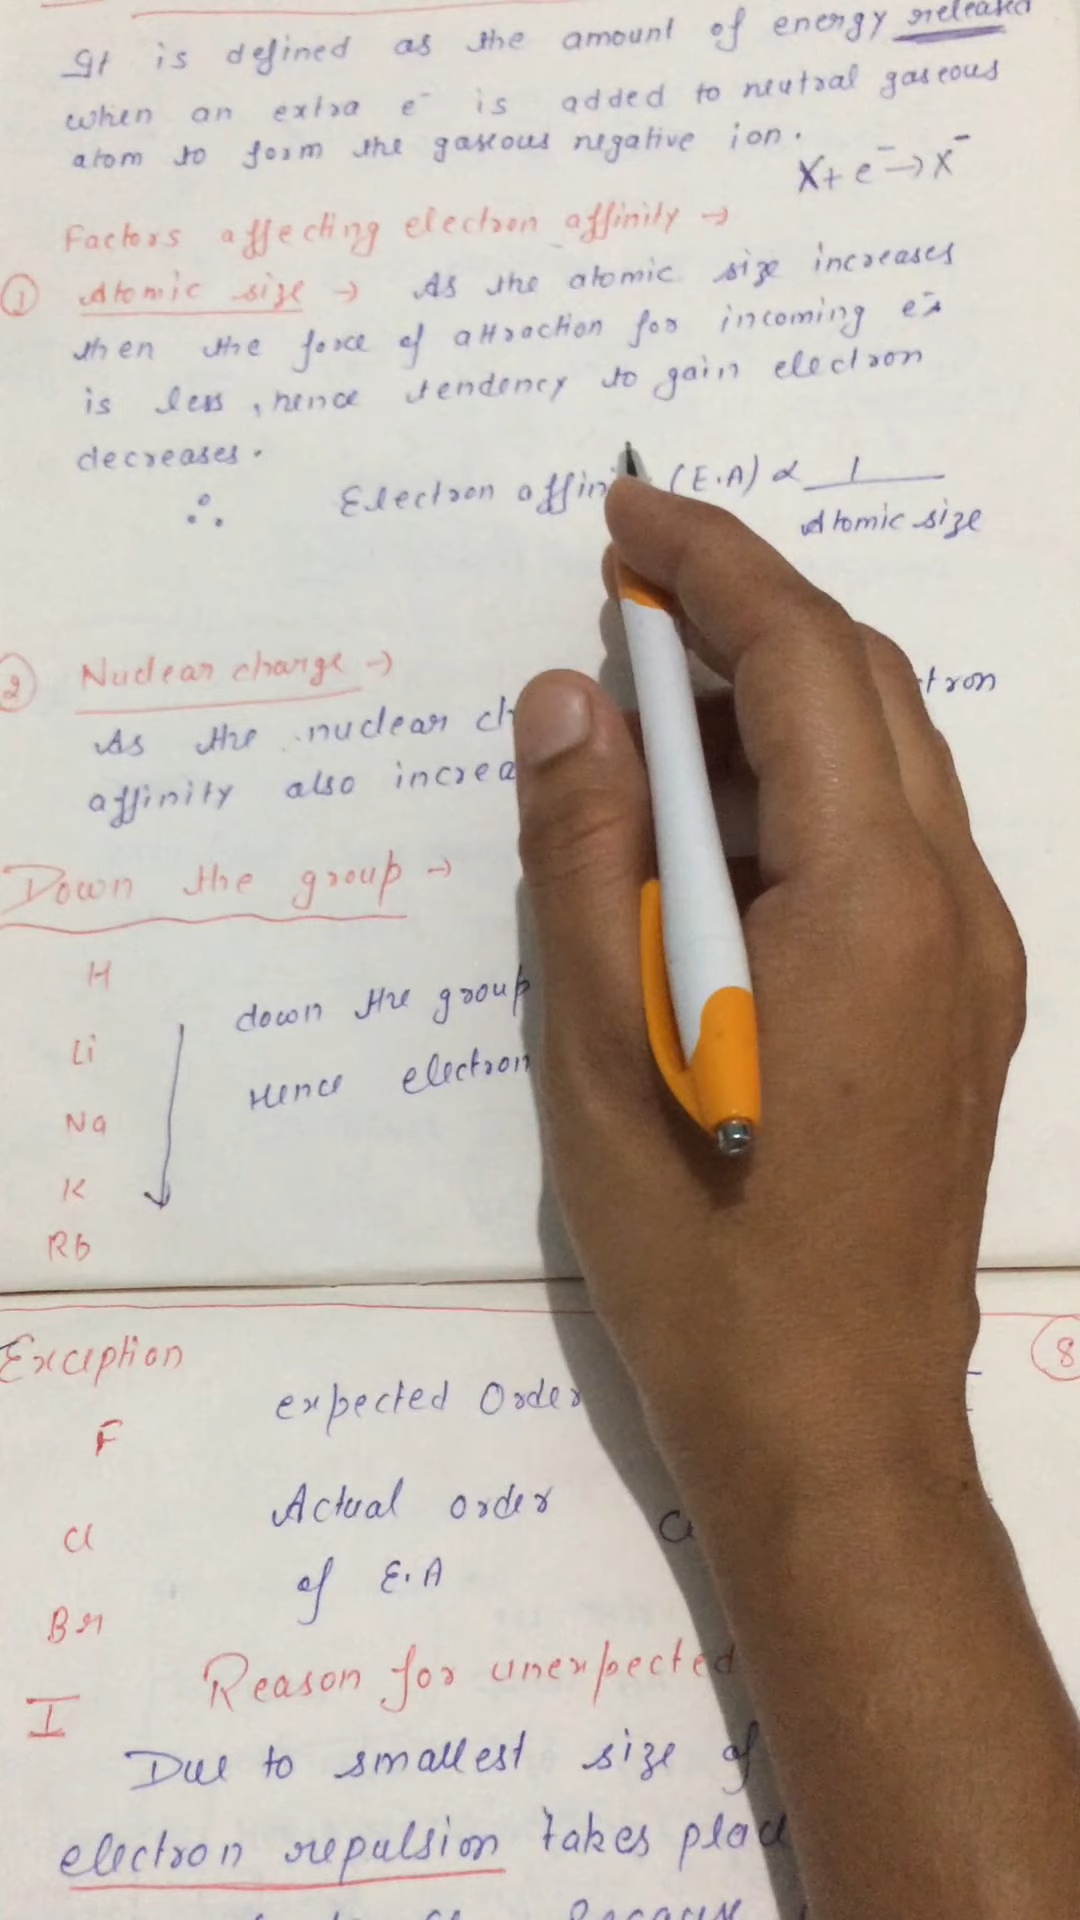 It is defined as the amount of energy released
when an extra e⁻ is added to neutral gaseous
atom to form the gaseous negative ion.
X + e⁻ → X⁻
Factors affecting electron affinity →
① Atomic size → As the atomic size increases
then the force of attraction for incoming e⁻s
is less, hence tendency to gain electron
decreases.
∴ Electron (E.A) ∝ 1 / Atomic size
② Nuclear charge →
As the nuclear
affinity also
Down the group →
H
Li
Na
K
Rb
down the group
Hence electron
8
Exception
expected
F
Actual order
Cl
of E.A
Br
Reason for unexpected
I
Due to smallest size of
electron repulsion takes
Because